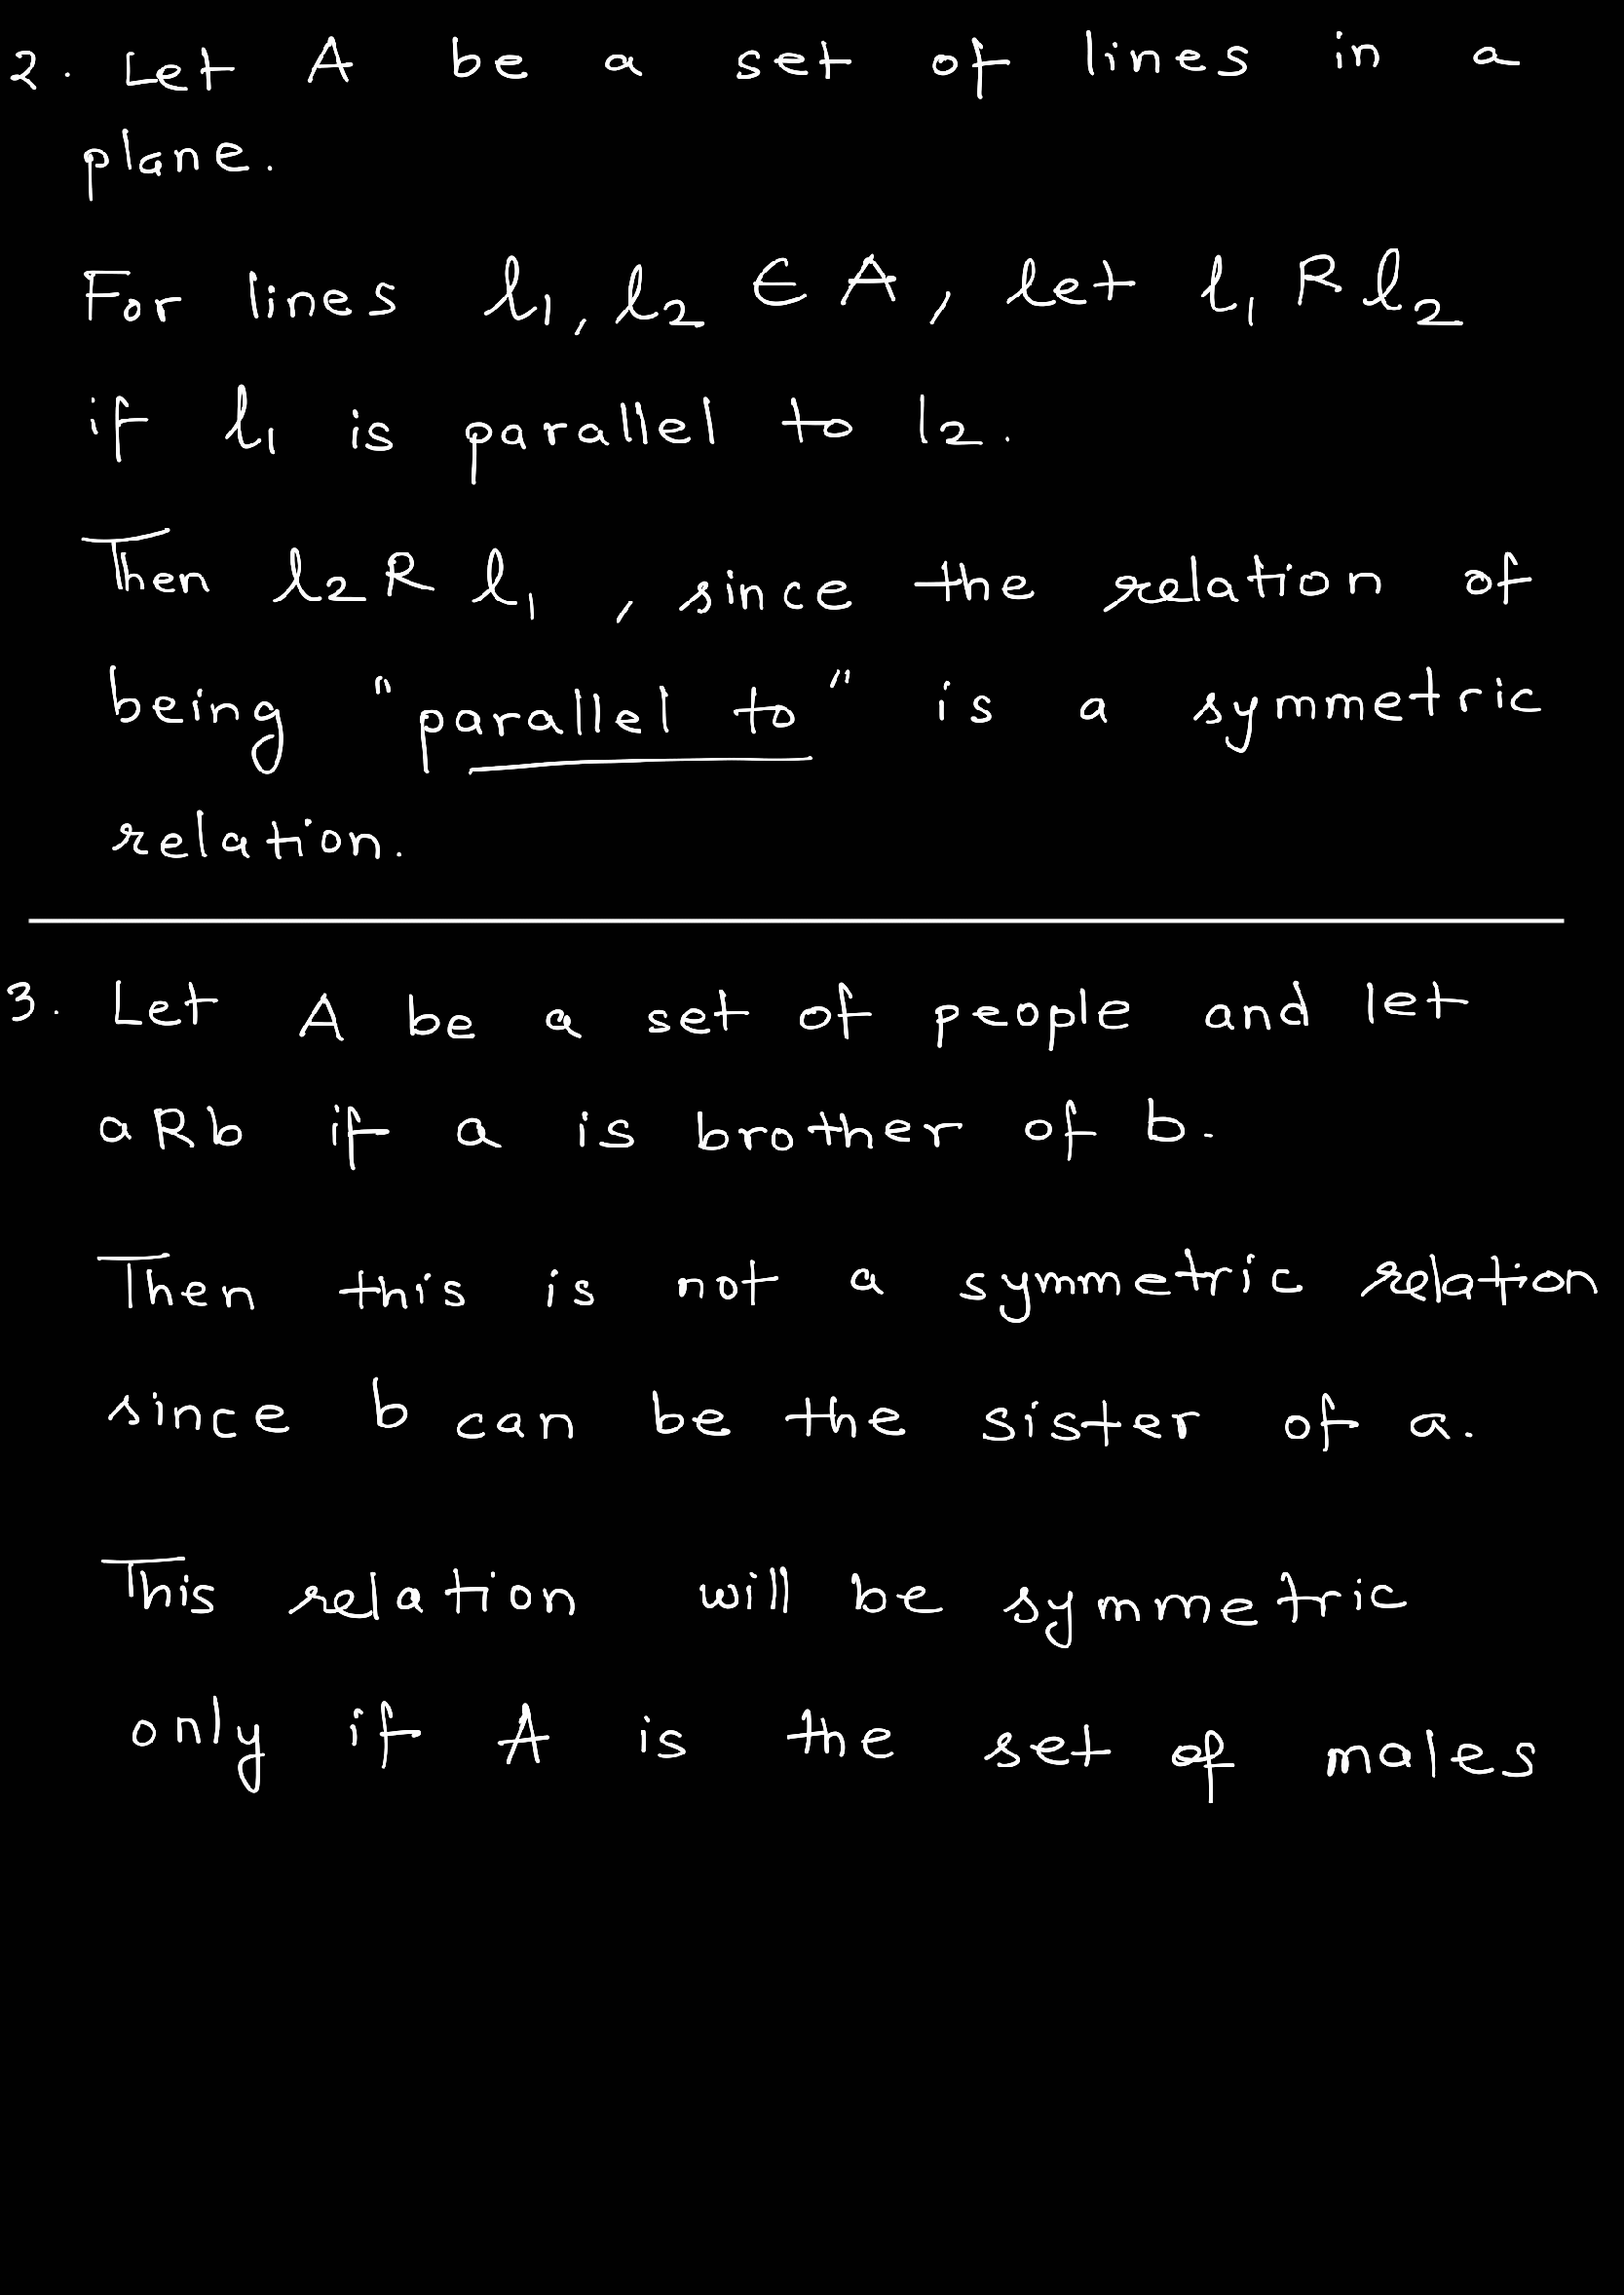 2. Let A be a set of lines in a
plane.
For lines l₁, l₂ ∈ A, let l₁ R l₂
if l₁ is parallel to l₂.
Then l₂ R l₁, since the relation of
being "parallel to" is a symmetric
relation.
3. Let A be a set of people and let
aRb if a is brother of b.
Then this is not a symmetric relation
since b can be the sister of a.
This relation will be symmetric
only if A is the set of males